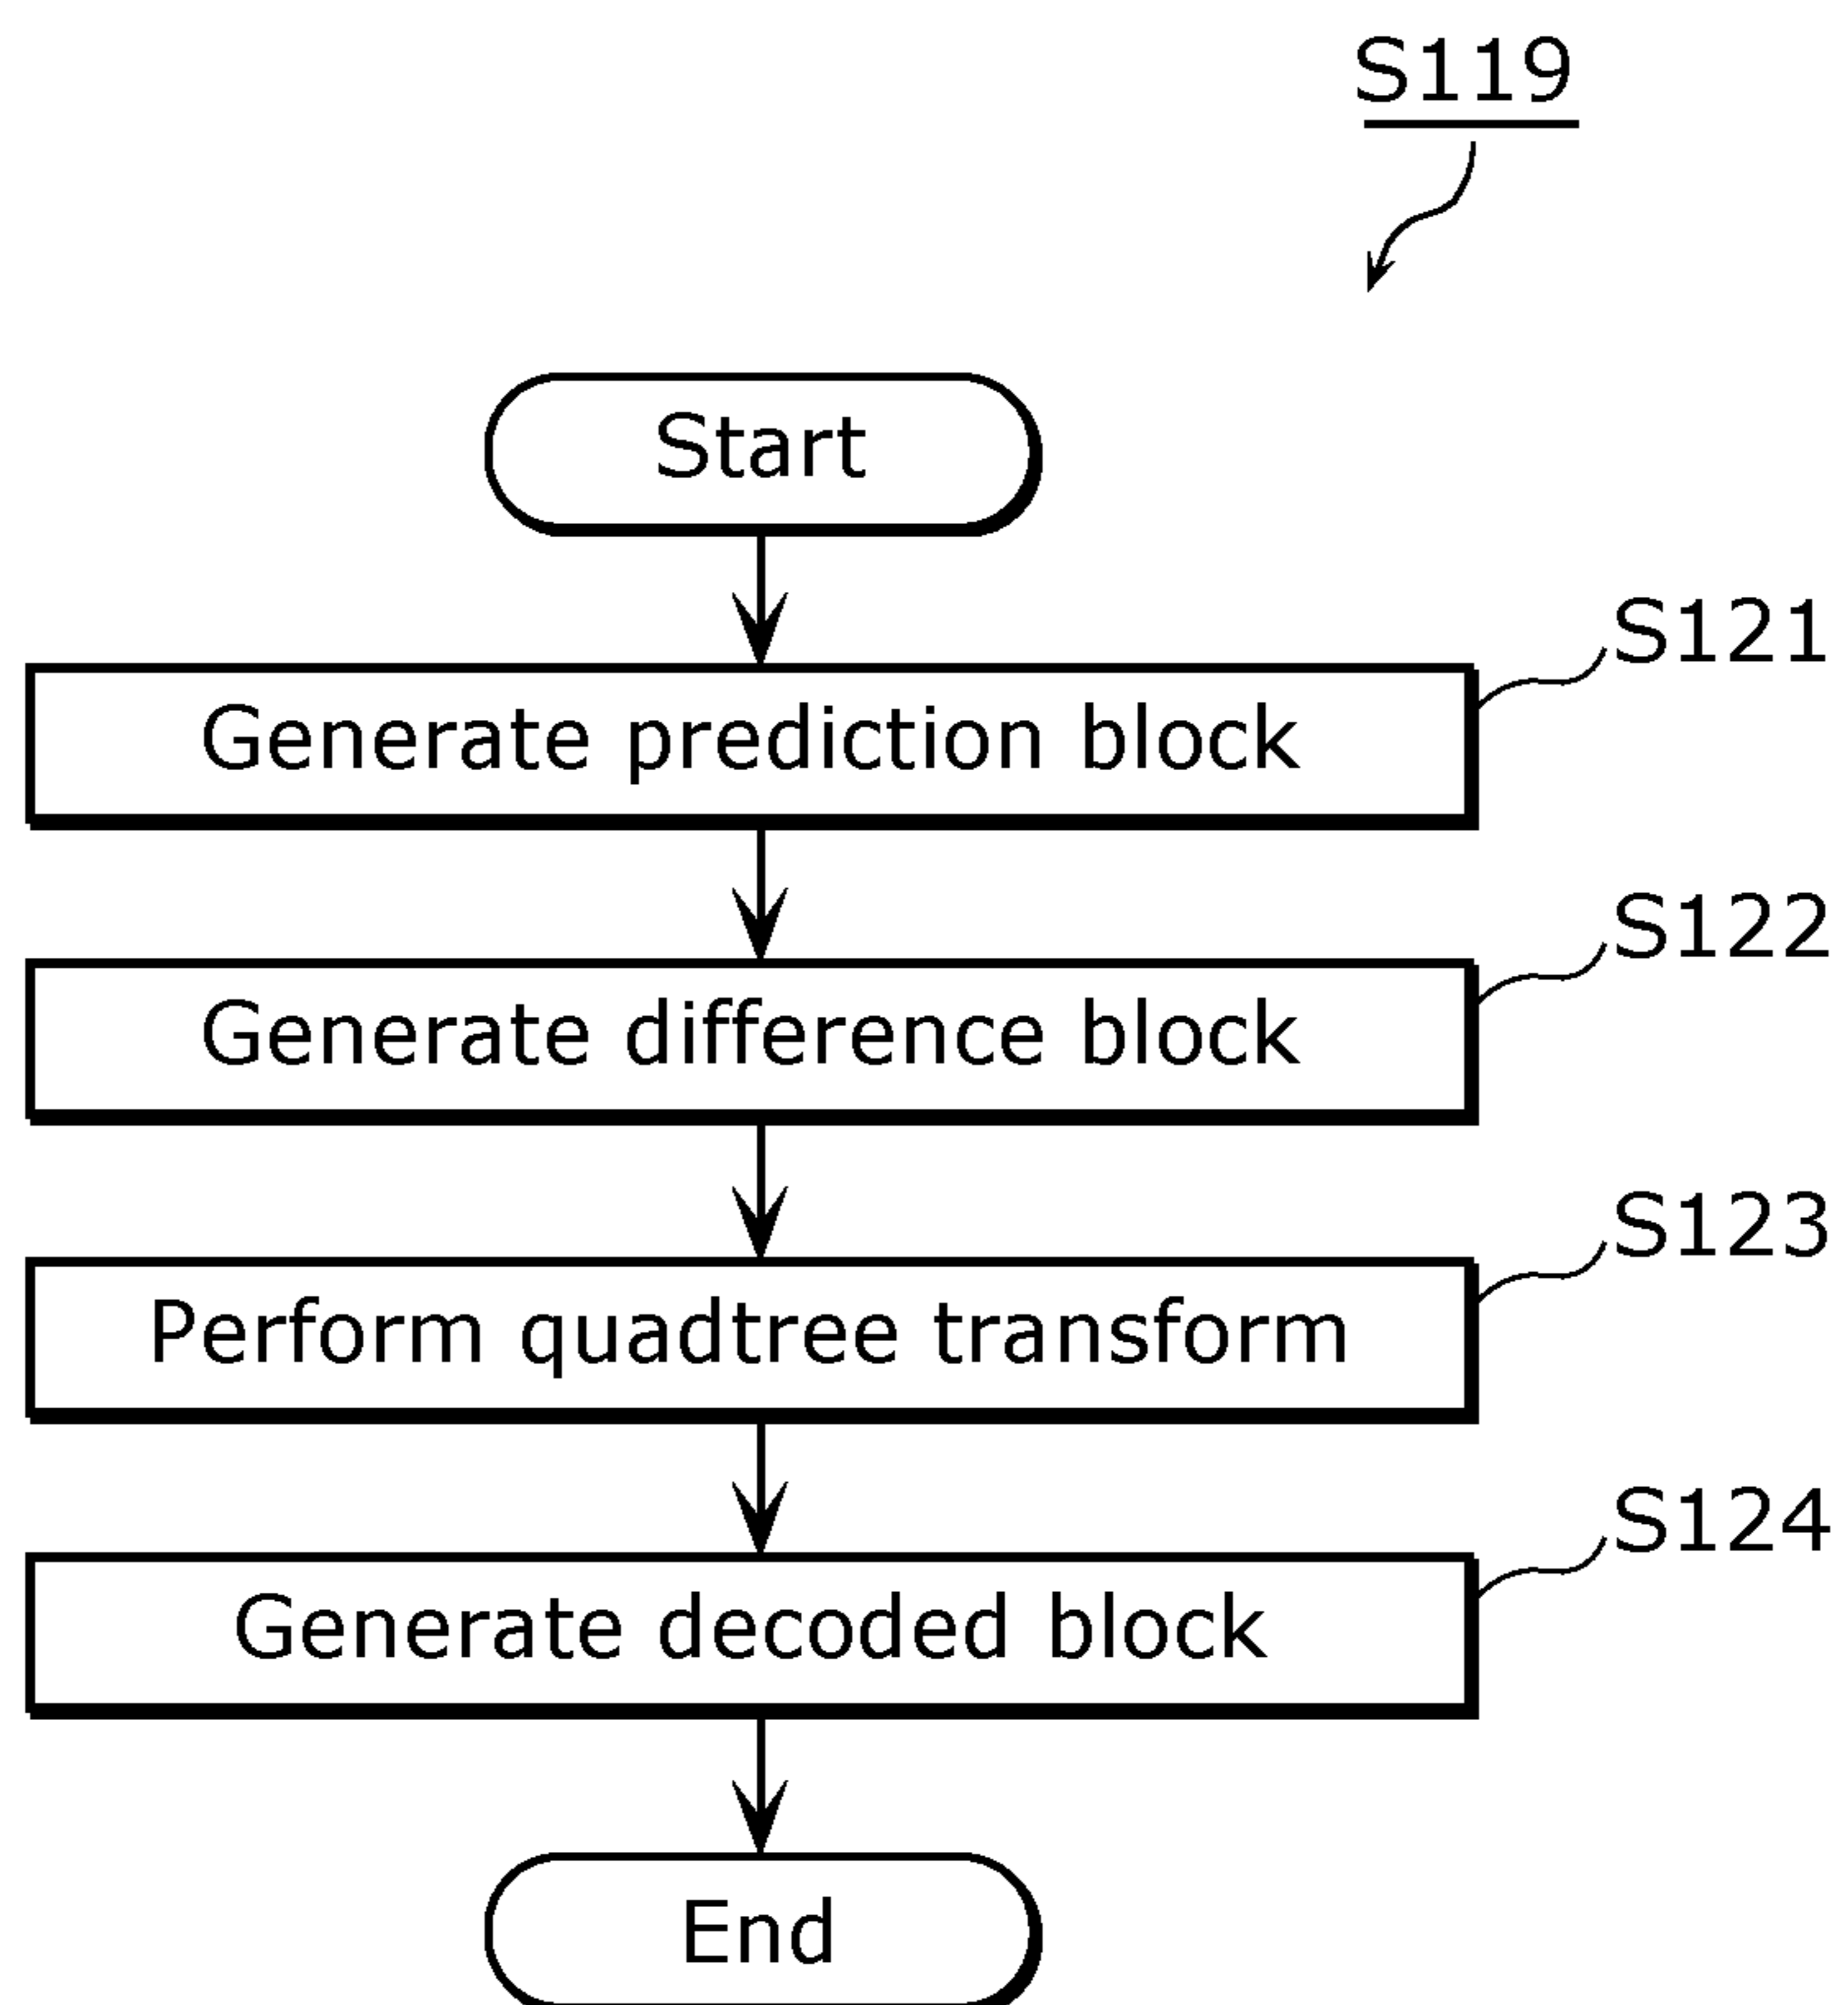 S119
Start
S121
Generate prediction block
S122
Generate difference block
S123
Perform quadtree transform
S124
Generate decoded block
End